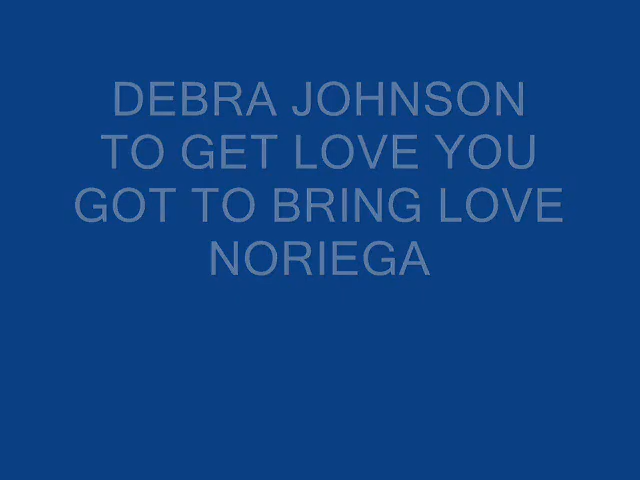 DEBRA JOHNSON
TO GET LOVE YOU
GOT TO BRING LOVE
NORIEGA